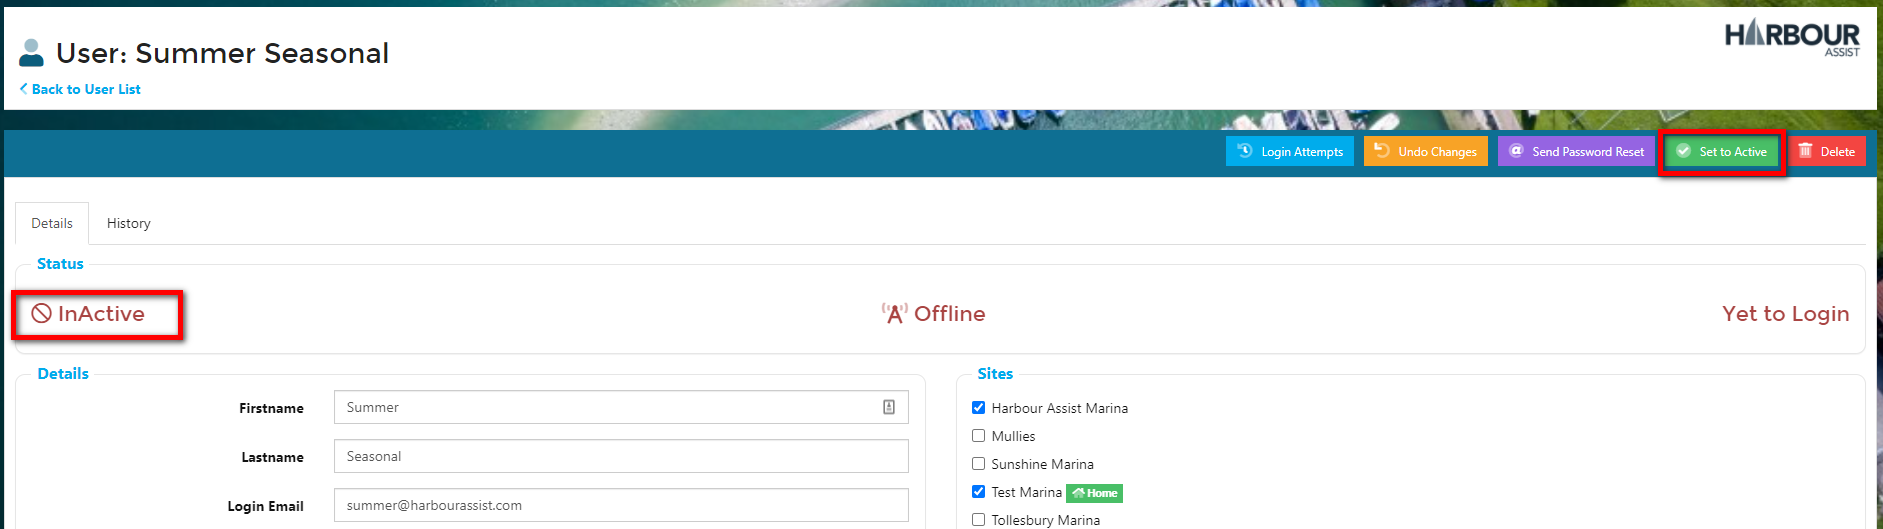 User: Summer Seasonal
HARBOUR
ASSIST
Back to User List
Login Attempts
Undo Changes
Send Password Reset
Set to Active
Delete
Details
History
Status
InActive
Offline
Yet to Login
Details
Firstname
Summer
Lastname
Seasonal
Login Email
summer@harbourassist.com
Sites
Harbour Assist Marina
Mullies
Sunshine Marina
Test Marina
Home
Tollesbury Marina